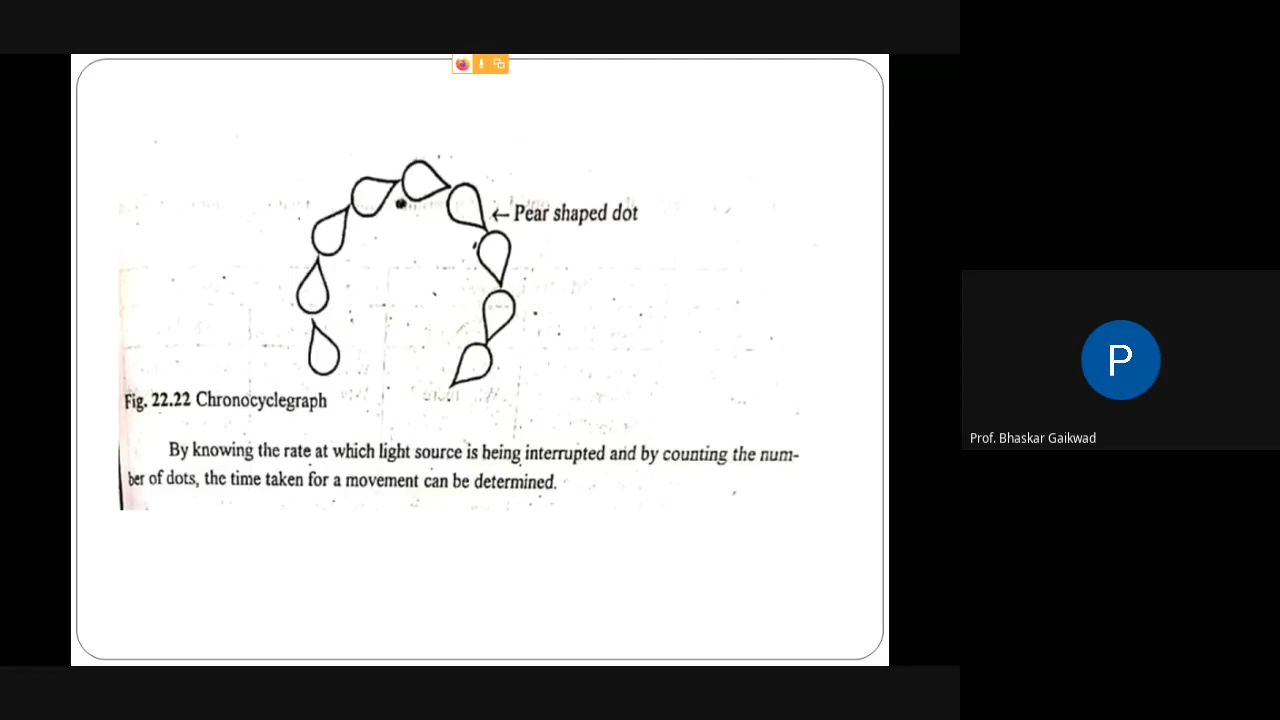 ← Pear shaped dot
Fig. 22.22 Chronocyclegraph
By knowing the rate at which light source is being interrupted and by counting the num-
ber of dots, the time taken for a movement can be determined.
P
Prof. Bhaskar Gaikwad